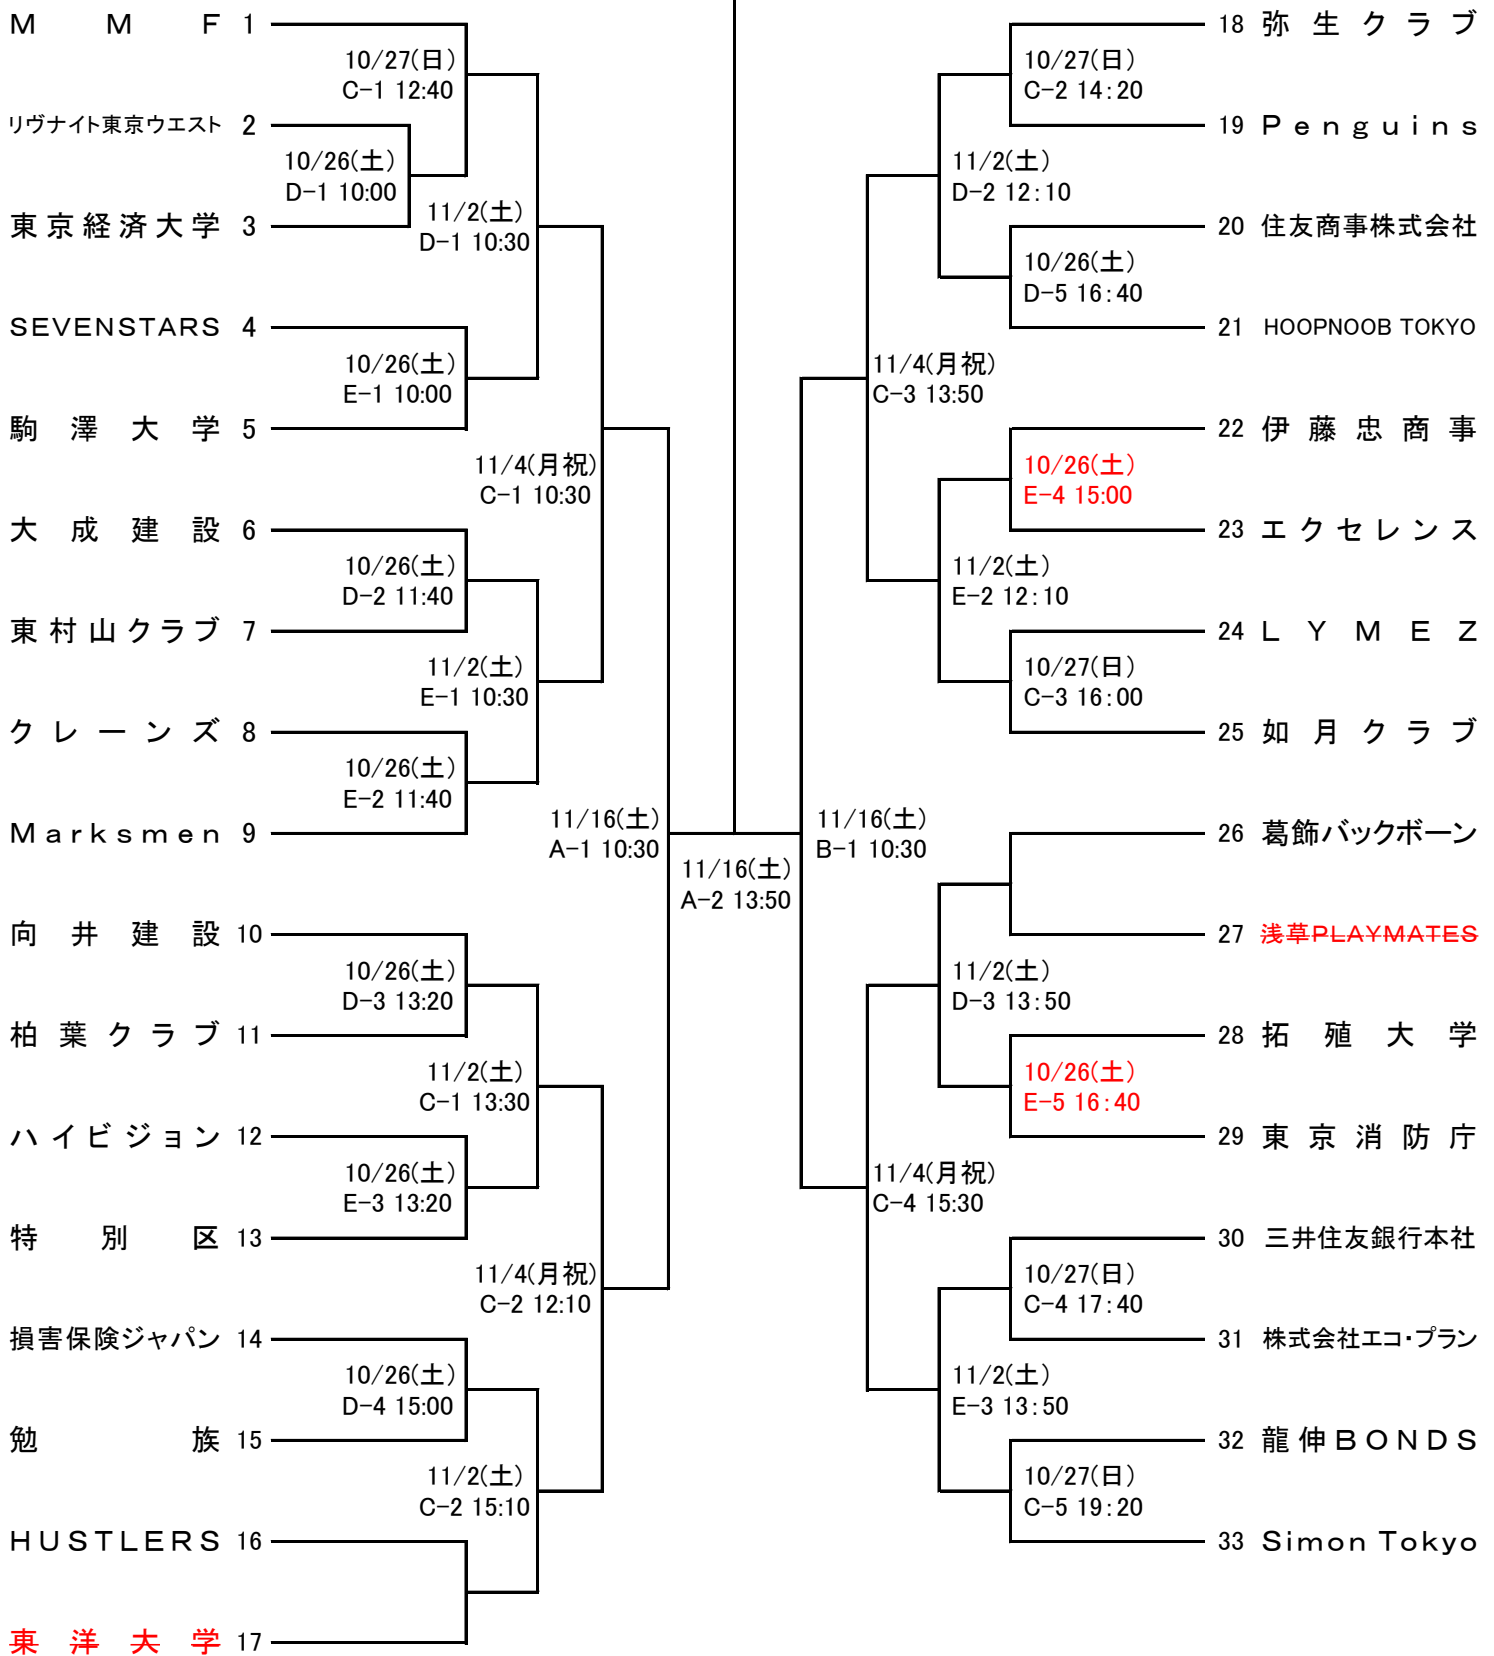 MMF 1
10/27(日)
C-1 12:40
リヴナイト東京ウエスト 2
10/26(土)
D-1 10:00
東京経済大学 3
11/2(土)
D-1 10:30
SEVENSTARS 4
10/26(土)
E-1 10:00
駒澤大学 5
11/4(月祝)
C-1 10:30
大成建設 6
10/26(土)
D-2 11:40
東村山クラブ 7
11/2(土)
E-1 10:30
クレーンズ 8
10/26(土)
E-2 11:40
Marksmen 9
11/16(土)
A-1 10:30
向井建設 10
10/26(土)
D-3 13:20
柏葉クラブ 11
11/2(土)
C-1 13:30
ハイビジョン 12
10/26(土)
E-3 13:20
特別区 13
11/4(月祝)
C-2 12:10
損害保険ジャパン 14
10/26(土)
D-4 15:00
勉族 15
11/2(土)
C-2 15:10
HUSTLERS 16
東洋大学 17
11/16(土)
A-2 13:50
18 弥生クラブ
10/27(日)
C-2 14:20
19 Penguins
11/2(土)
D-2 12:10
20 住友商事株式会社
10/26(土)
D-5 16:40
21 HOOPNOOB TOKYO
11/4(月祝)
C-3 13:50
22 伊藤忠商事
10/26(土)
E-4 15:00
23 エクセレンス
11/2(土)
E-2 12:10
24 LYMEZ
10/27(日)
C-3 16:00
25 如月クラブ
11/16(土)
B-1 10:30
26 葛飾バックボーン
27 浅草PLAYMATES
11/2(土)
D-3 13:50
28 拓殖大学
10/26(土)
E-5 16:40
29 東京消防庁
11/4(月祝)
C-4 15:30
30 三井住友銀行本社
10/27(日)
C-4 17:40
31 株式会社エコ・プラン
11/2(土)
E-3 13:50
32 龍伸BONDS
10/27(日)
C-5 19:20
33 Simon Tokyo